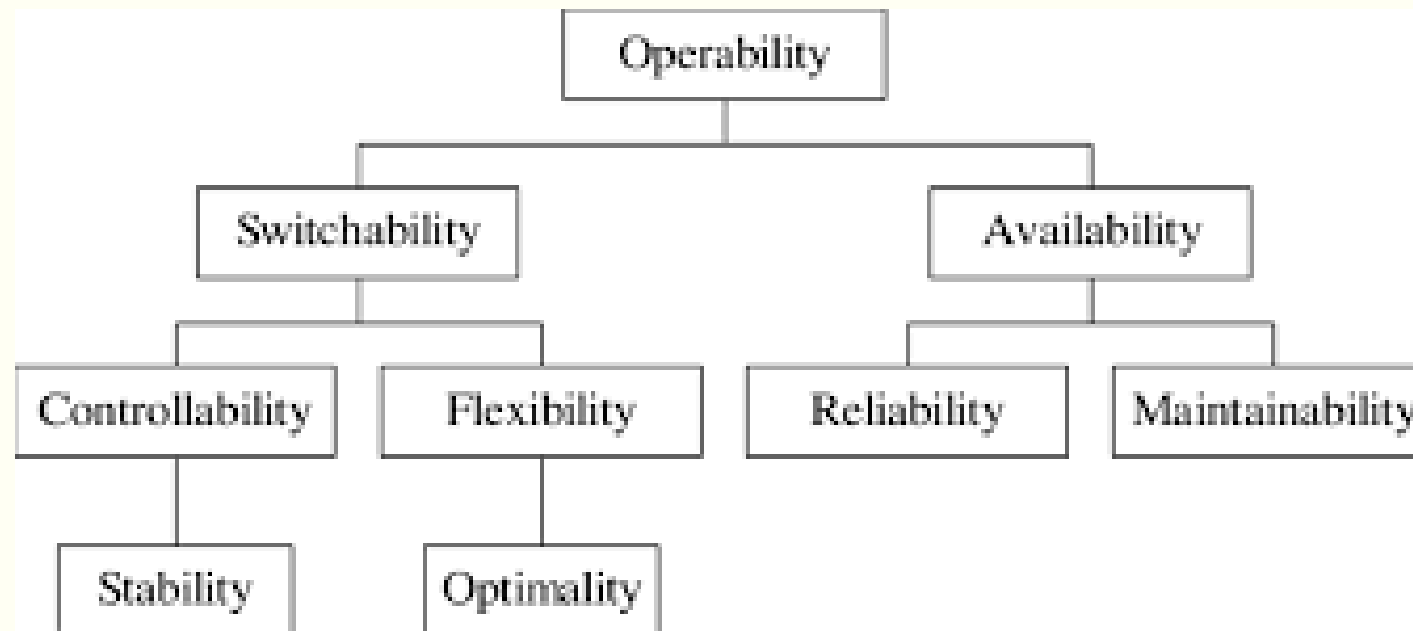 Operability
Switchability Availability
Controllability Flexibility Reliability Maintainability
Stability Optimality